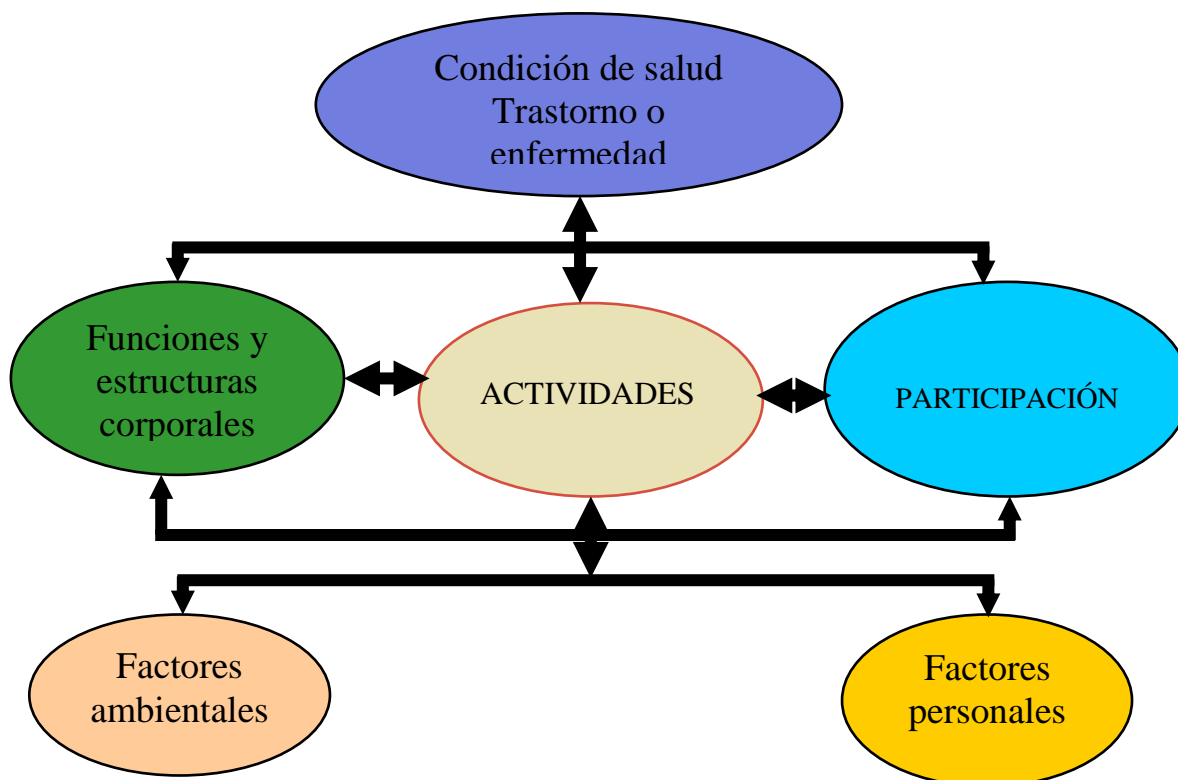 Condición de salud
Trastorno o
enfermedad
Funciones y
estructuras
corporales
ACTIVIDADES
PARTICIPACIÓN
Factores
ambientales
Factores
personales